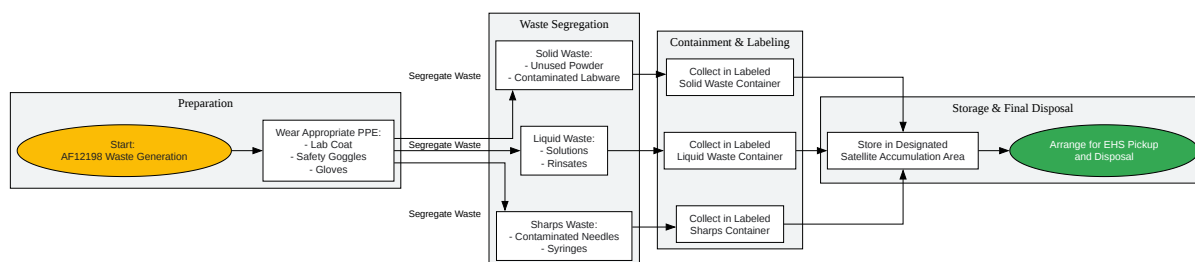 Preparation
Start:
AF12198 Waste Generation
Wear Appropriate PPE:
- Lab Coat
- Safety Goggles
- Gloves
Segregate Waste
Segregate Waste
Segregate Waste
Waste Segregation
Solid Waste:
- Unused Powder
- Contaminated Labware
Liquid Waste:
- Solutions
- Rinsates
Sharps Waste:
- Contaminated Needles
- Syringes
Containment & Labeling
Collect in Labeled
Solid Waste Container
Collect in Labeled
Liquid Waste Container
Collect in Labeled
Sharps Container
Storage & Final Disposal
Store in Designated
Satellite Accumulation Area
Arrange for EHS Pickup
and Disposal